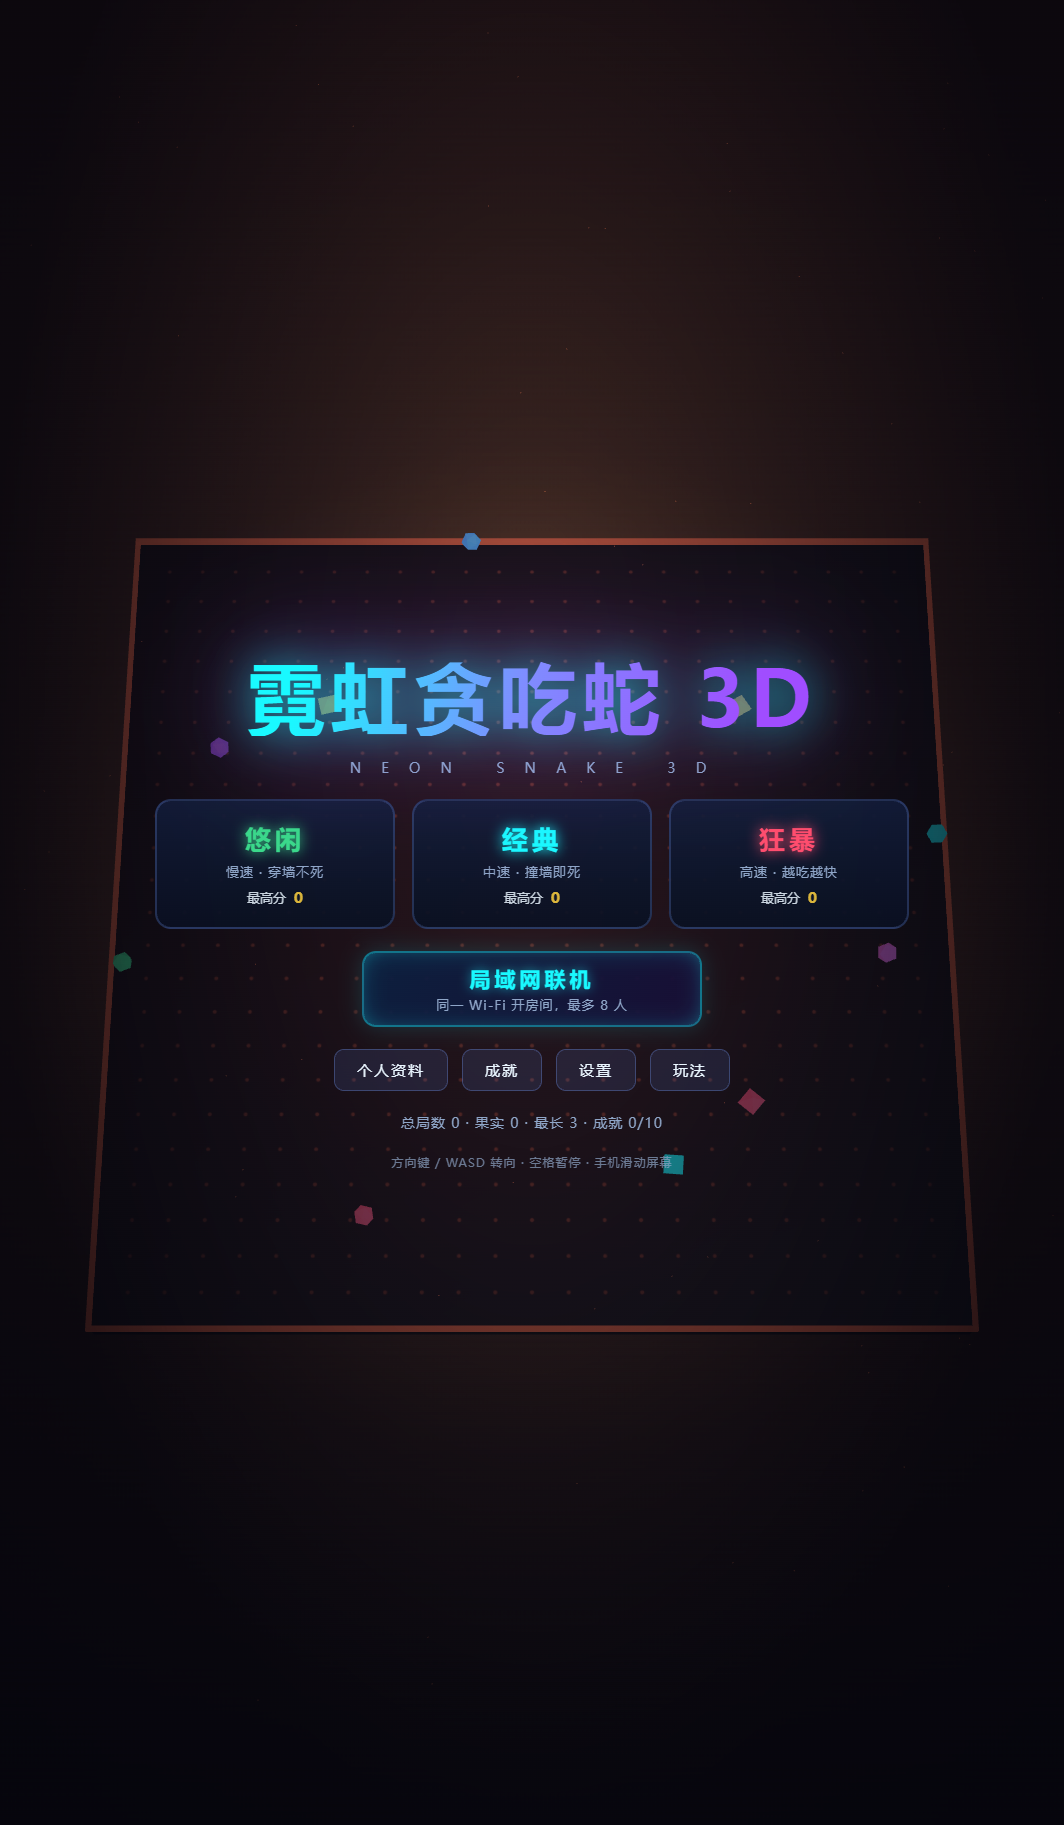 霓虹贪吃蛇 3D
NEON SNAKE 3D
悠闲
慢速 · 穿墙不死
最高分 0
经典
中速 · 撞墙即死
最高分 0
狂暴
高速 · 越吃越快
最高分 0
局域网联机
同一 Wi-Fi 开房间，最多 8 人
个人资料
成就
设置
玩法
总局数 0 · 果实 0 · 最长 3 · 成就 0/10
方向键 / WASD 转向 · 空格暂停 · 手机滑动屏幕